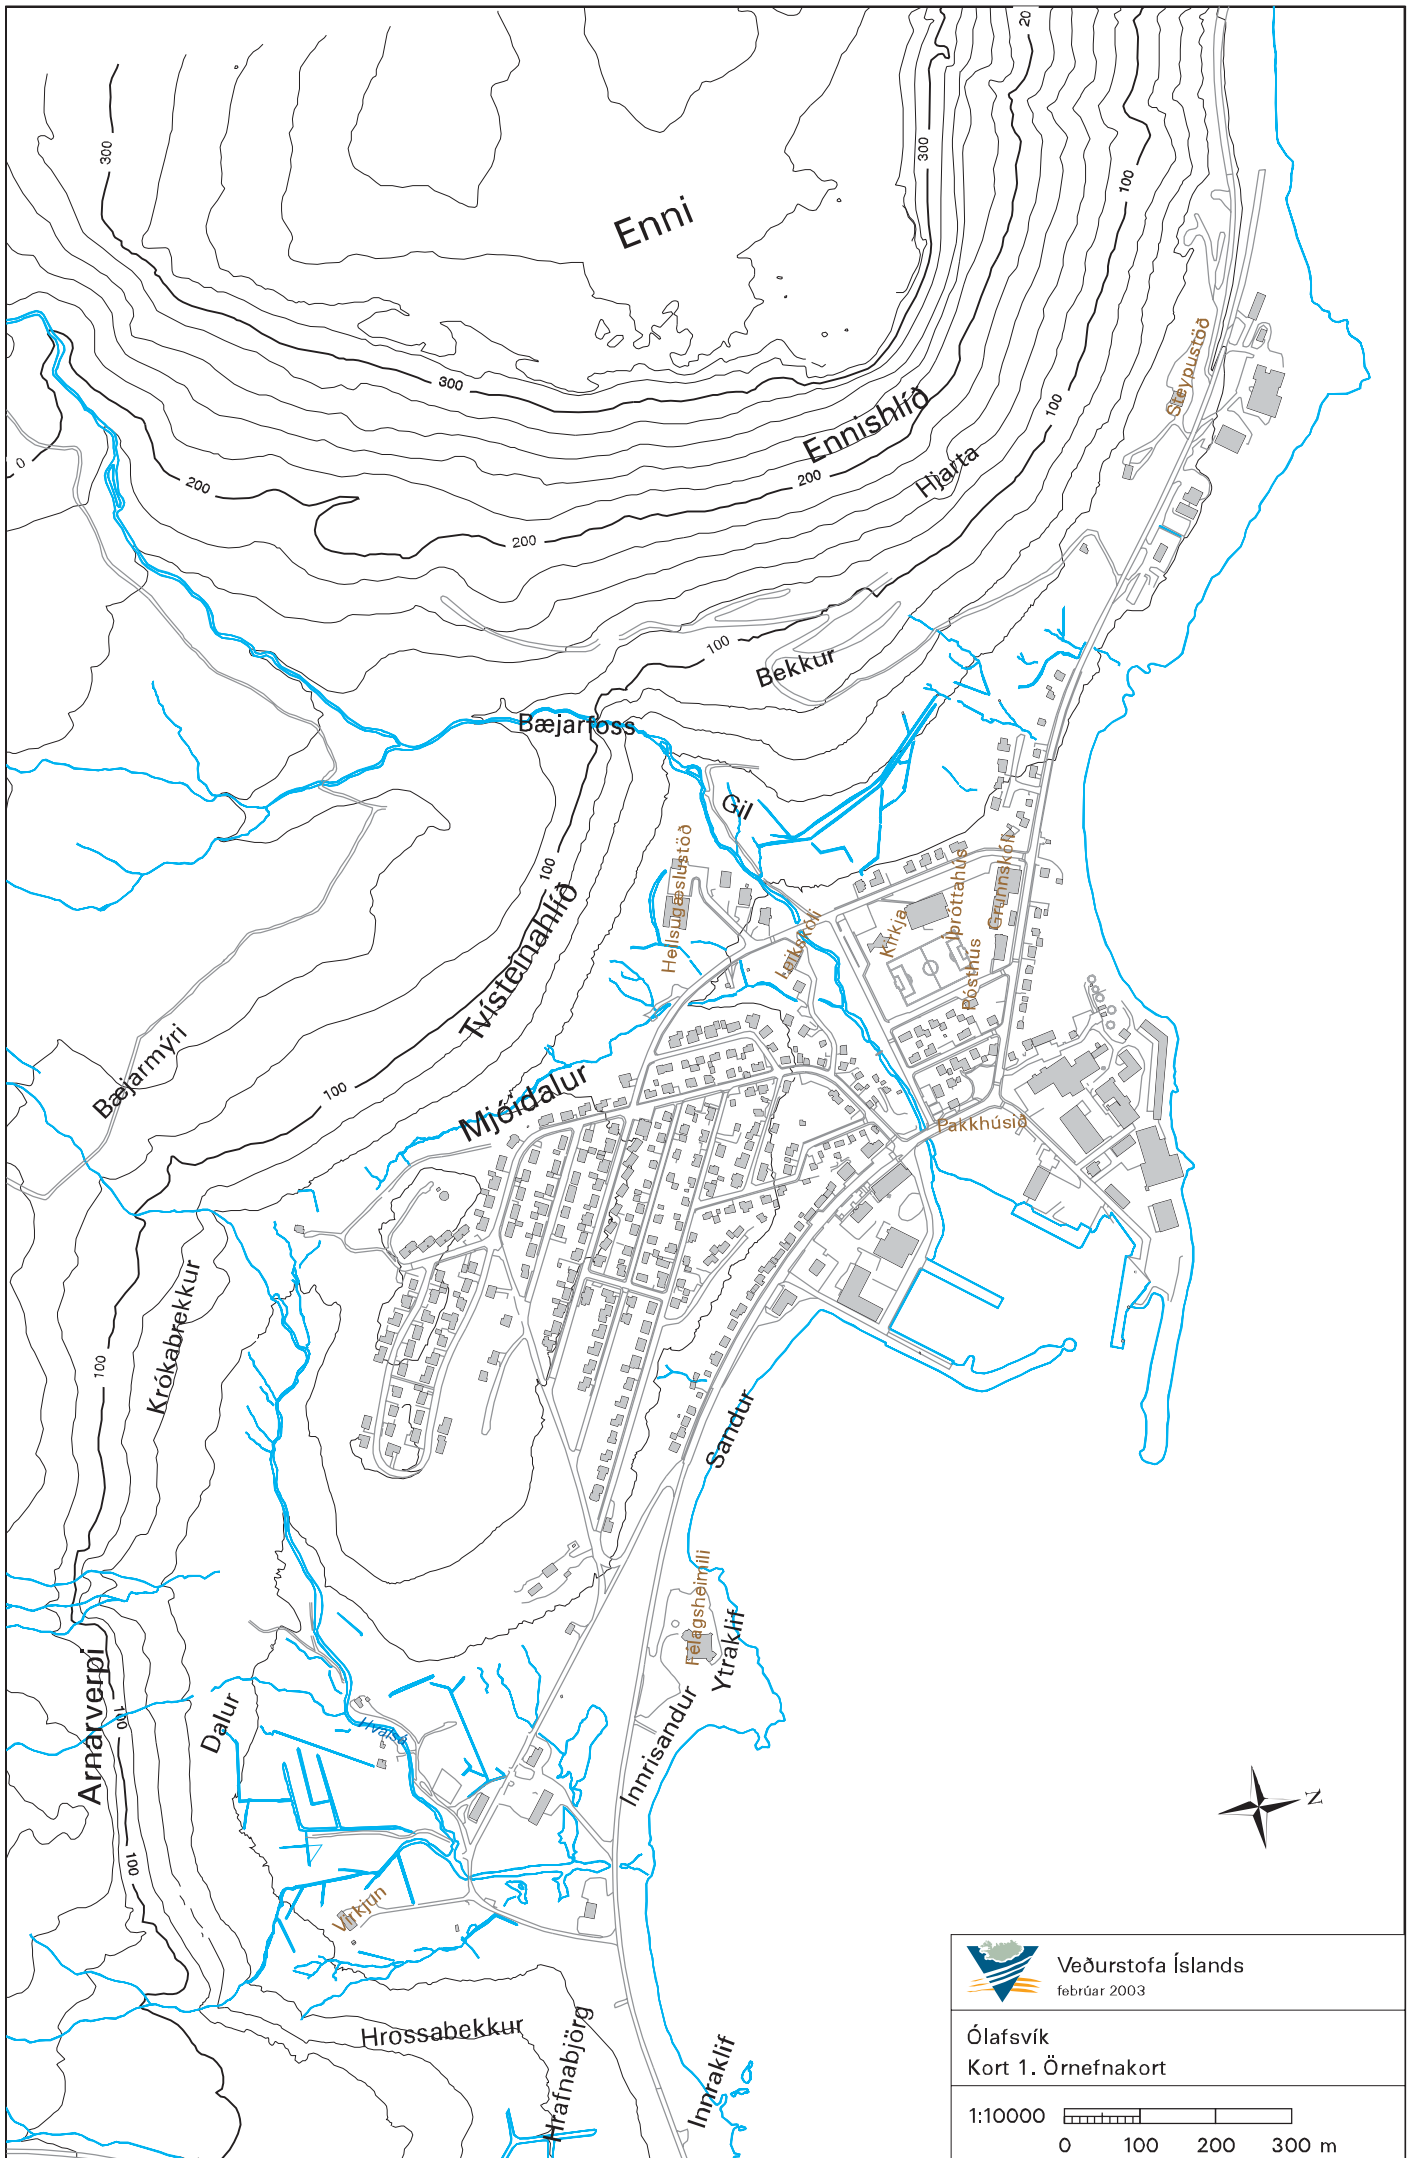 20
300
300
Enni
100
Steypustöð
300
Ennishlíð
100
0
200
200
Hjarta
200
100
Bekkur
Bæjarfoss
Gil
100
Heilsugæslustöð
Tvísteinahlíð
Leikskóli
Kirkja
Íþróttahús
Grunnskóli
Pósthús
Bæjarmýri
100
Mjóidalur
Pakkhúsið
Krókabrekkur
100
Sandur
Félagsheimili
Ytraklif
Arnarverpi
100
Dalur
Hvalsá
Innrisandur
N
100
Virkjun
Hrossabekkur
Hrafnabjörg
Innraklif
Veðurstofa Íslands
febrúar 2003
Ólafsvík
Kort 1. Örnefnakort
1:10000
0 100 200 300 m